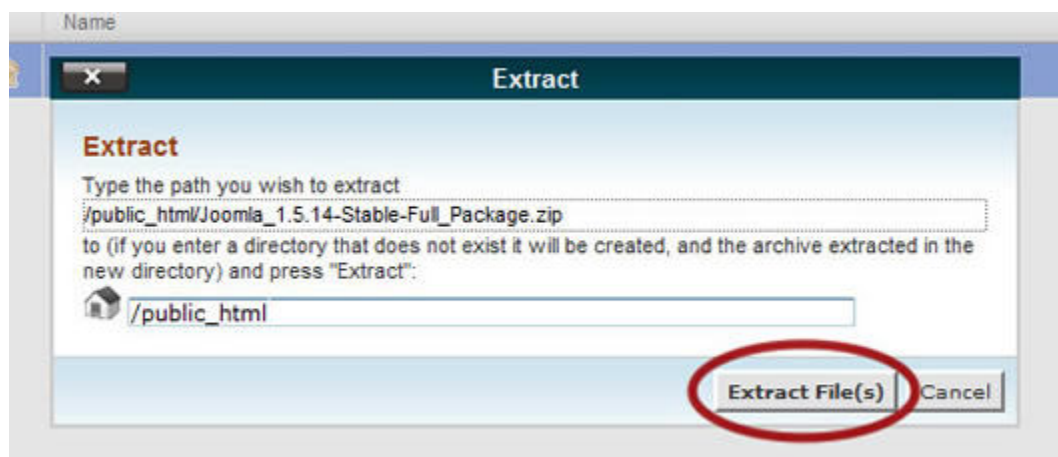 Name
Extract
Extract
Type the path you wish to extract
/public_html/Joomla_1.5.14-Stable-Full_Package.zip
to (if you enter a directory that does not exist it will be created, and the archive extracted in the
new directory) and press "Extract":
/public_html
Extract File(s) Cancel